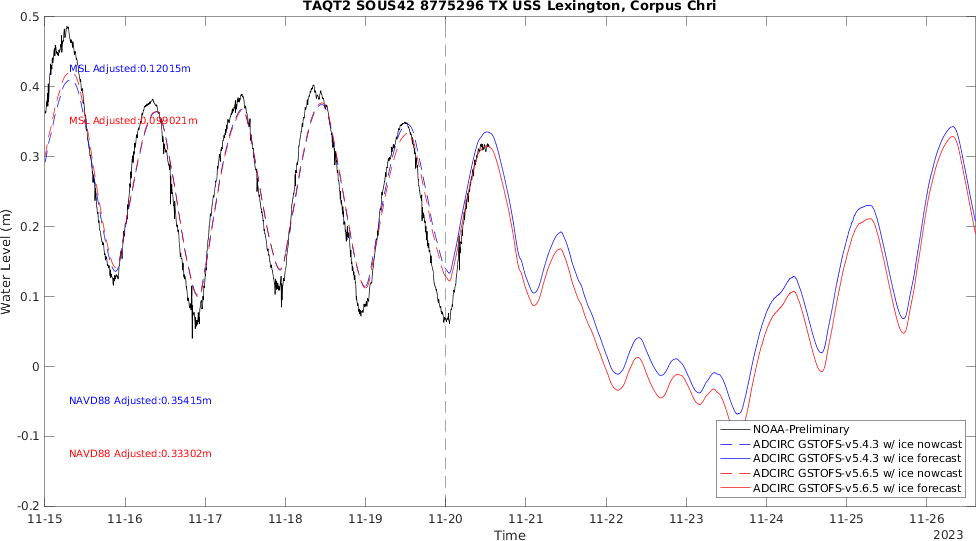 TAQT2 SOUS42 8775296 TX USS Lexington, Corpus Chri
0.5
0.4
0.3
0.2
0.1
0
-0.1
-0.2
Water Level (m)
MSL Adjusted:0.12015m
MSL Adjusted:0.099021m
NAVD88 Adjusted:0.35415m
NAVD88 Adjusted:0.33302m
NOAA-Preliminary
ADCIRC GSTOFS-v5.4.3 w/ ice nowcast
ADCIRC GSTOFS-v5.4.3 w/ ice forecast
ADCIRC GSTOFS-v5.6.5 w/ ice nowcast
ADCIRC GSTOFS-v5.6.5 w/ ice forecast
11-15 11-16 11-17 11-18 11-19 11-20 11-21 11-22 11-23 11-24 11-25 11-26
2023
Time